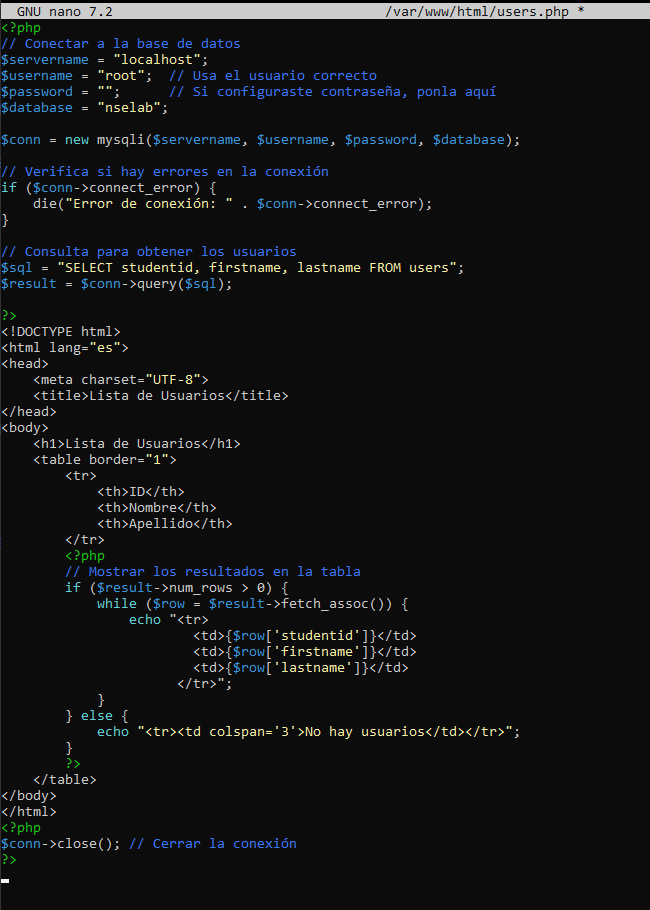 GNU nano 7.2 /var/www/html/users.php *
<?php
// Conectar a la base de datos
$servername = "localhost";
$username = "root";  // Usa el usuario correcto
$password = "";      // Si configuraste contraseña, ponla aquí
$database = "nselab";

$conn = new mysqli($servername, $username, $password, $database);

// Verifica si hay errores en la conexión
if ($conn->connect_error) {
    die("Error de conexión: " . $conn->connect_error);
}

// Consulta para obtener los usuarios
$sql = "SELECT studentid, firstname, lastname FROM users";
$result = $conn->query($sql);

?>
<!DOCTYPE html>
<html lang="es">
<head>
    <meta charset="UTF-8">
    <title>Lista de Usuarios</title>
</head>
<body>
    <h1>Lista de Usuarios</h1>
    <table border="1">
        <tr>
            <th>ID</th>
            <th>Nombre</th>
            <th>Apellido</th>
        </tr>
        <?php
        // Mostrar los resultados en la tabla
        if ($result->num_rows > 0) {
            while ($row = $result->fetch_assoc()) {
                echo "<tr>
                        <td>{$row['studentid']}</td>
                        <td>{$row['firstname']}</td>
                        <td>{$row['lastname']}</td>
                      </tr>";
            }
        } else {
            echo "<tr><td colspan='3'>No hay usuarios</td></tr>";
        }
        ?>
    </table>
</body>
</html>
<?php
$conn->close(); // Cerrar la conexión
?>